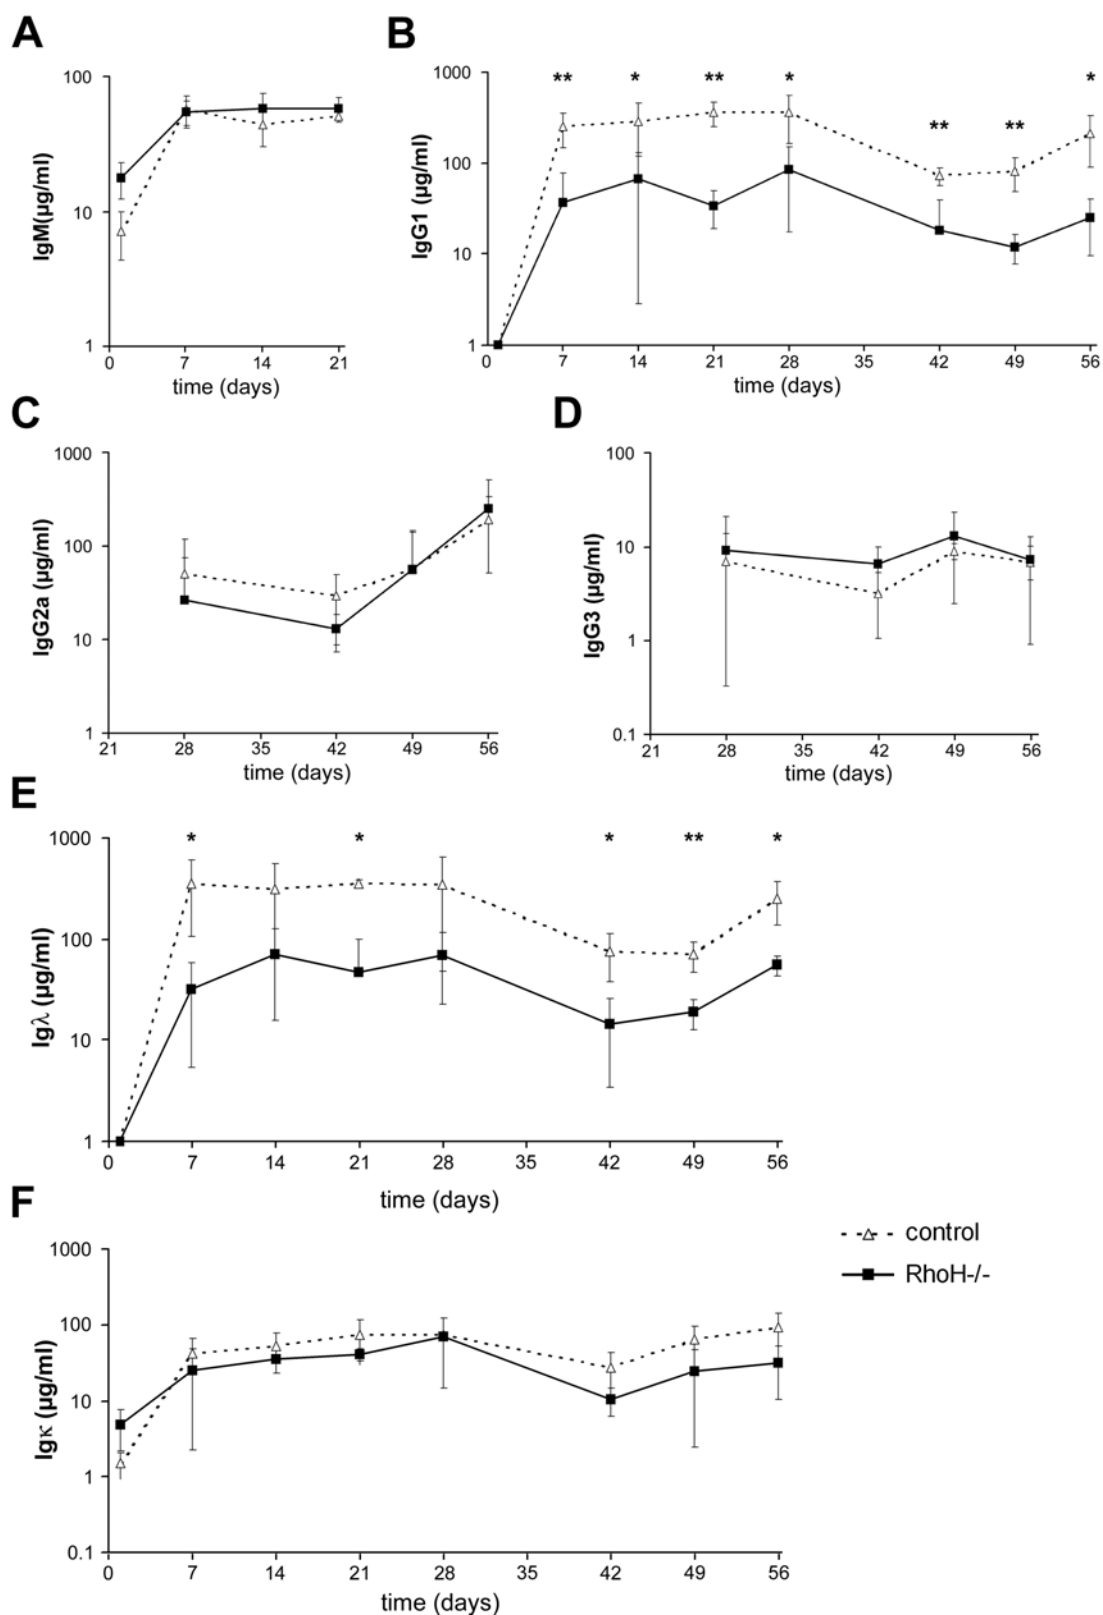 A
IgM(µg/ml)
100
10
1
0 7 14 21
time (days)
B
IgG1 (µg/ml)
** * ** * ** ** *
1000
100
10
1
0 7 14 21 28 35 42 49 56
time (days)
C
IgG2a (µg/ml)
1000
100
10
1
21 28 35 42 49 56
time (days)
D
IgG3 (µg/ml)
100
10
1
0.1
21 28 35 42 49 56
time (days)
E
Igλ (µg/ml)
* * * ** *
1000
100
10
1
0 7 14 21 28 35 42 49 56
time (days)
F
Igκ (µg/ml)
1000
100
10
1
0.1
0 7 14 21 28 35 42 49 56
time (days)
control
RhoH-/-